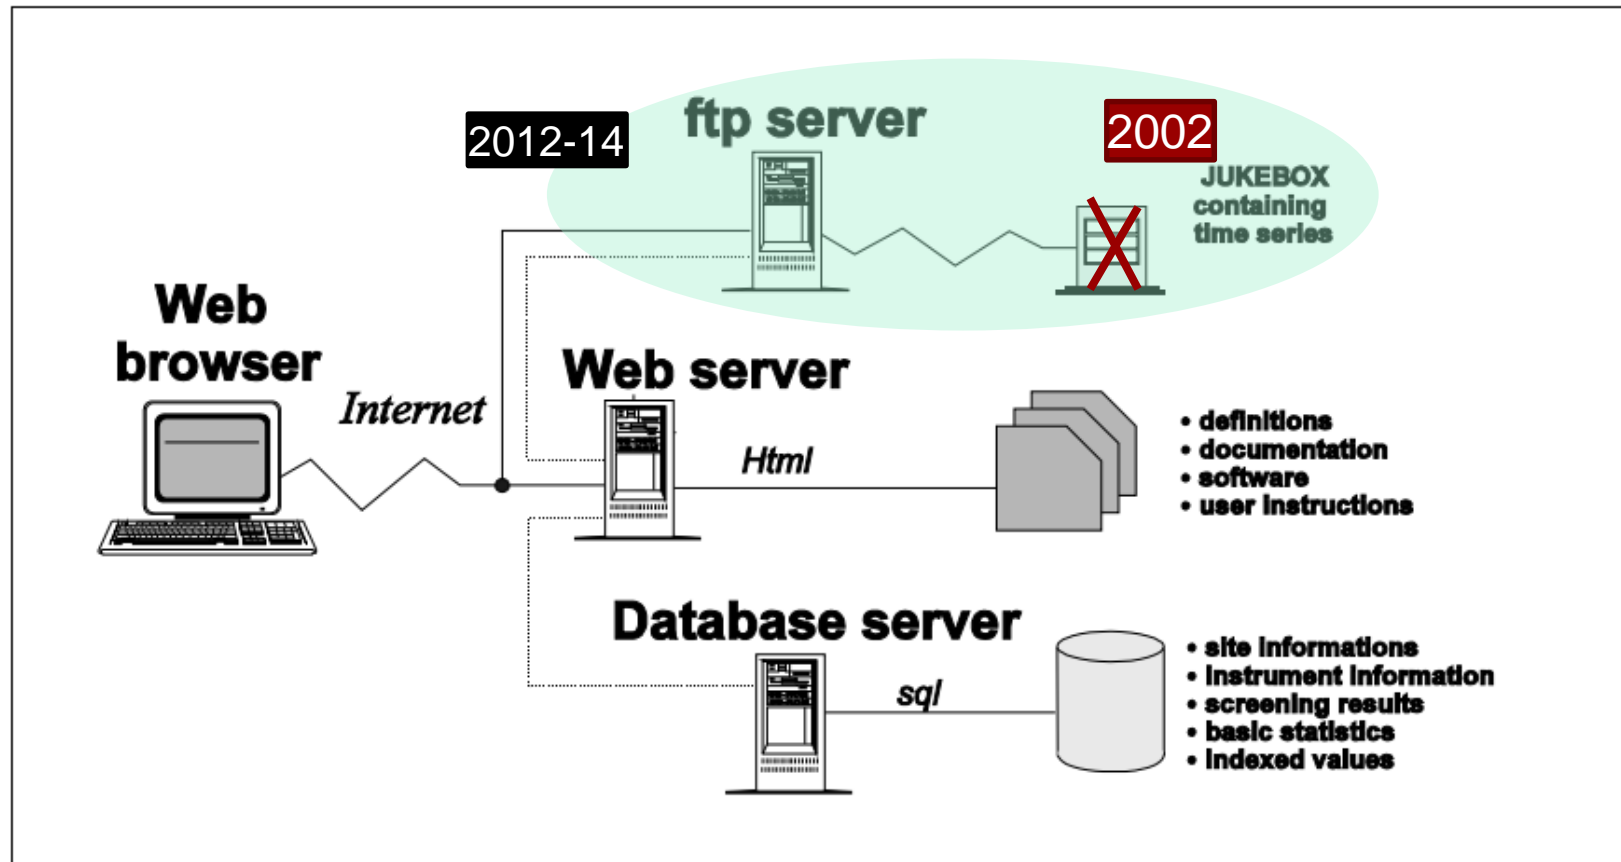 2012-14
ftp server
2002
JUKEBOX
containing
time series
Web
browser
Internet
Web server
Html
• definitions
• documentation
• software
• user instructions
Database server
sql
• site informations
• instrument information
• screening results
• basic statistics
• indexed values